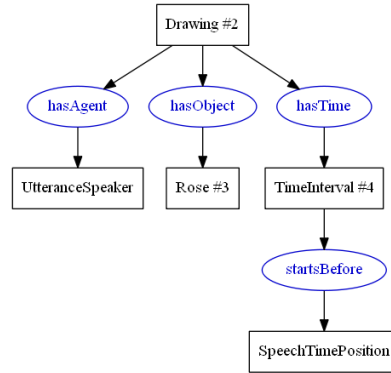 Drawing #2
hasAgent
hasObject
hasTime
UtteranceSpeaker
Rose #3
TimeInterval #4
startsBefore
SpeechTimePosition